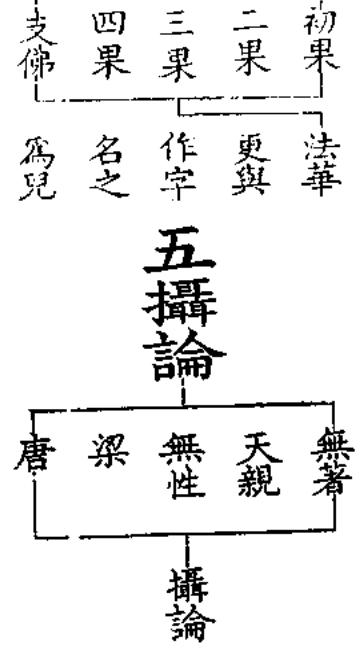 初果
二果
三果
四果
支佛
法華
更與
作字
名之
爲兒
五攝論
無著
天親
無性
梁
唐
攝論